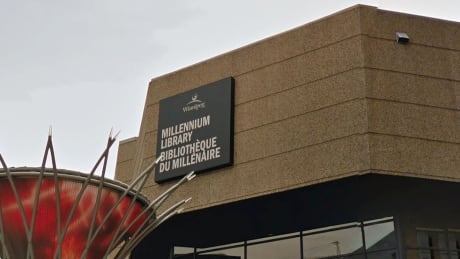 Winnipeg
MILLENNIUM
LIBRARY
BIBLIOTHÈQUE
DU MILLÉNAIRE